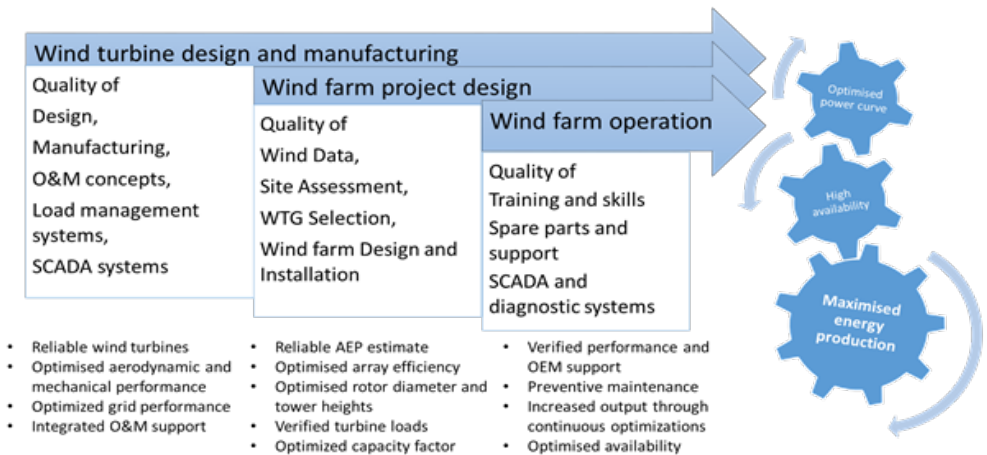 Wind turbine design and manufacturing
Quality of
Design,
Manufacturing,
O&M concepts,
Load management
systems,
SCADA systems
Wind farm project design
Quality of
Wind Data,
Site Assessment,
WTG Selection,
Wind farm Design and
Installation
Wind farm operation
Quality of
Training and skills
Spare parts and
support
SCADA and
diagnostic systems
• Reliable wind turbines
• Optimised aerodynamic and
mechanical performance
• Optimized grid performance
• Integrated O&M support
• Reliable AEP estimate
• Optimised array efficiency
• Optimised rotor diameter and
tower heights
• Verified turbine loads
• Optimized capacity factor
• Verified performance and
OEM support
• Preventive maintenance
• Increased output through
continuous optimizations
• Optimised availability
Optimised
power curve
High
availability
Maximised
energy
production